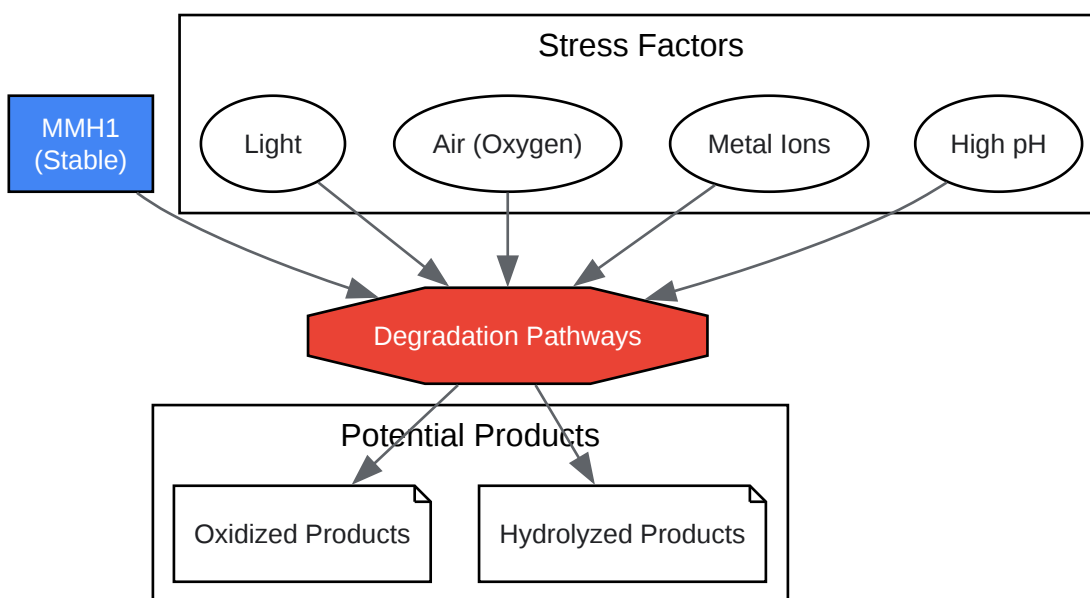 Stress Factors
MMH1
(Stable)
Light
Air (Oxygen)
Metal Ions
High pH
Degradation Pathways
Potential Products
Oxidized Products
Hydrolyzed Products